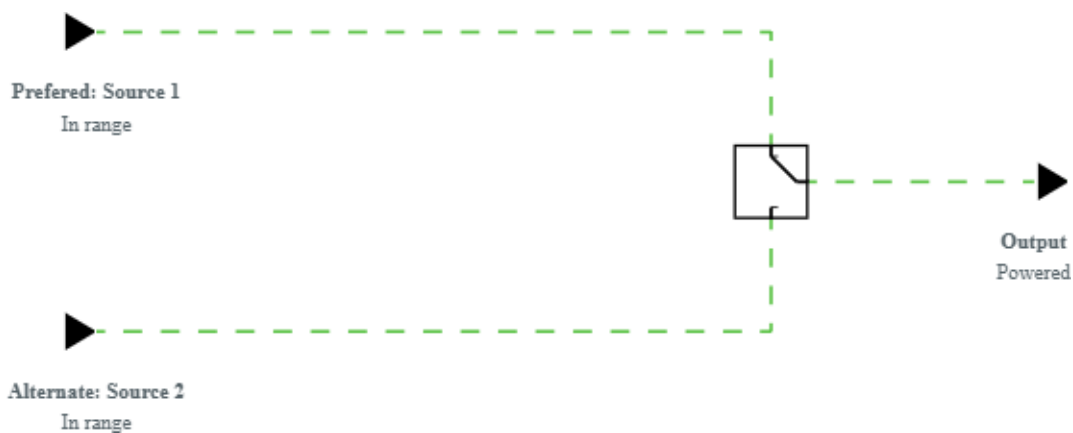 Prefered: Source 1
In range
Output
Powered
Alternate: Source 2
In range